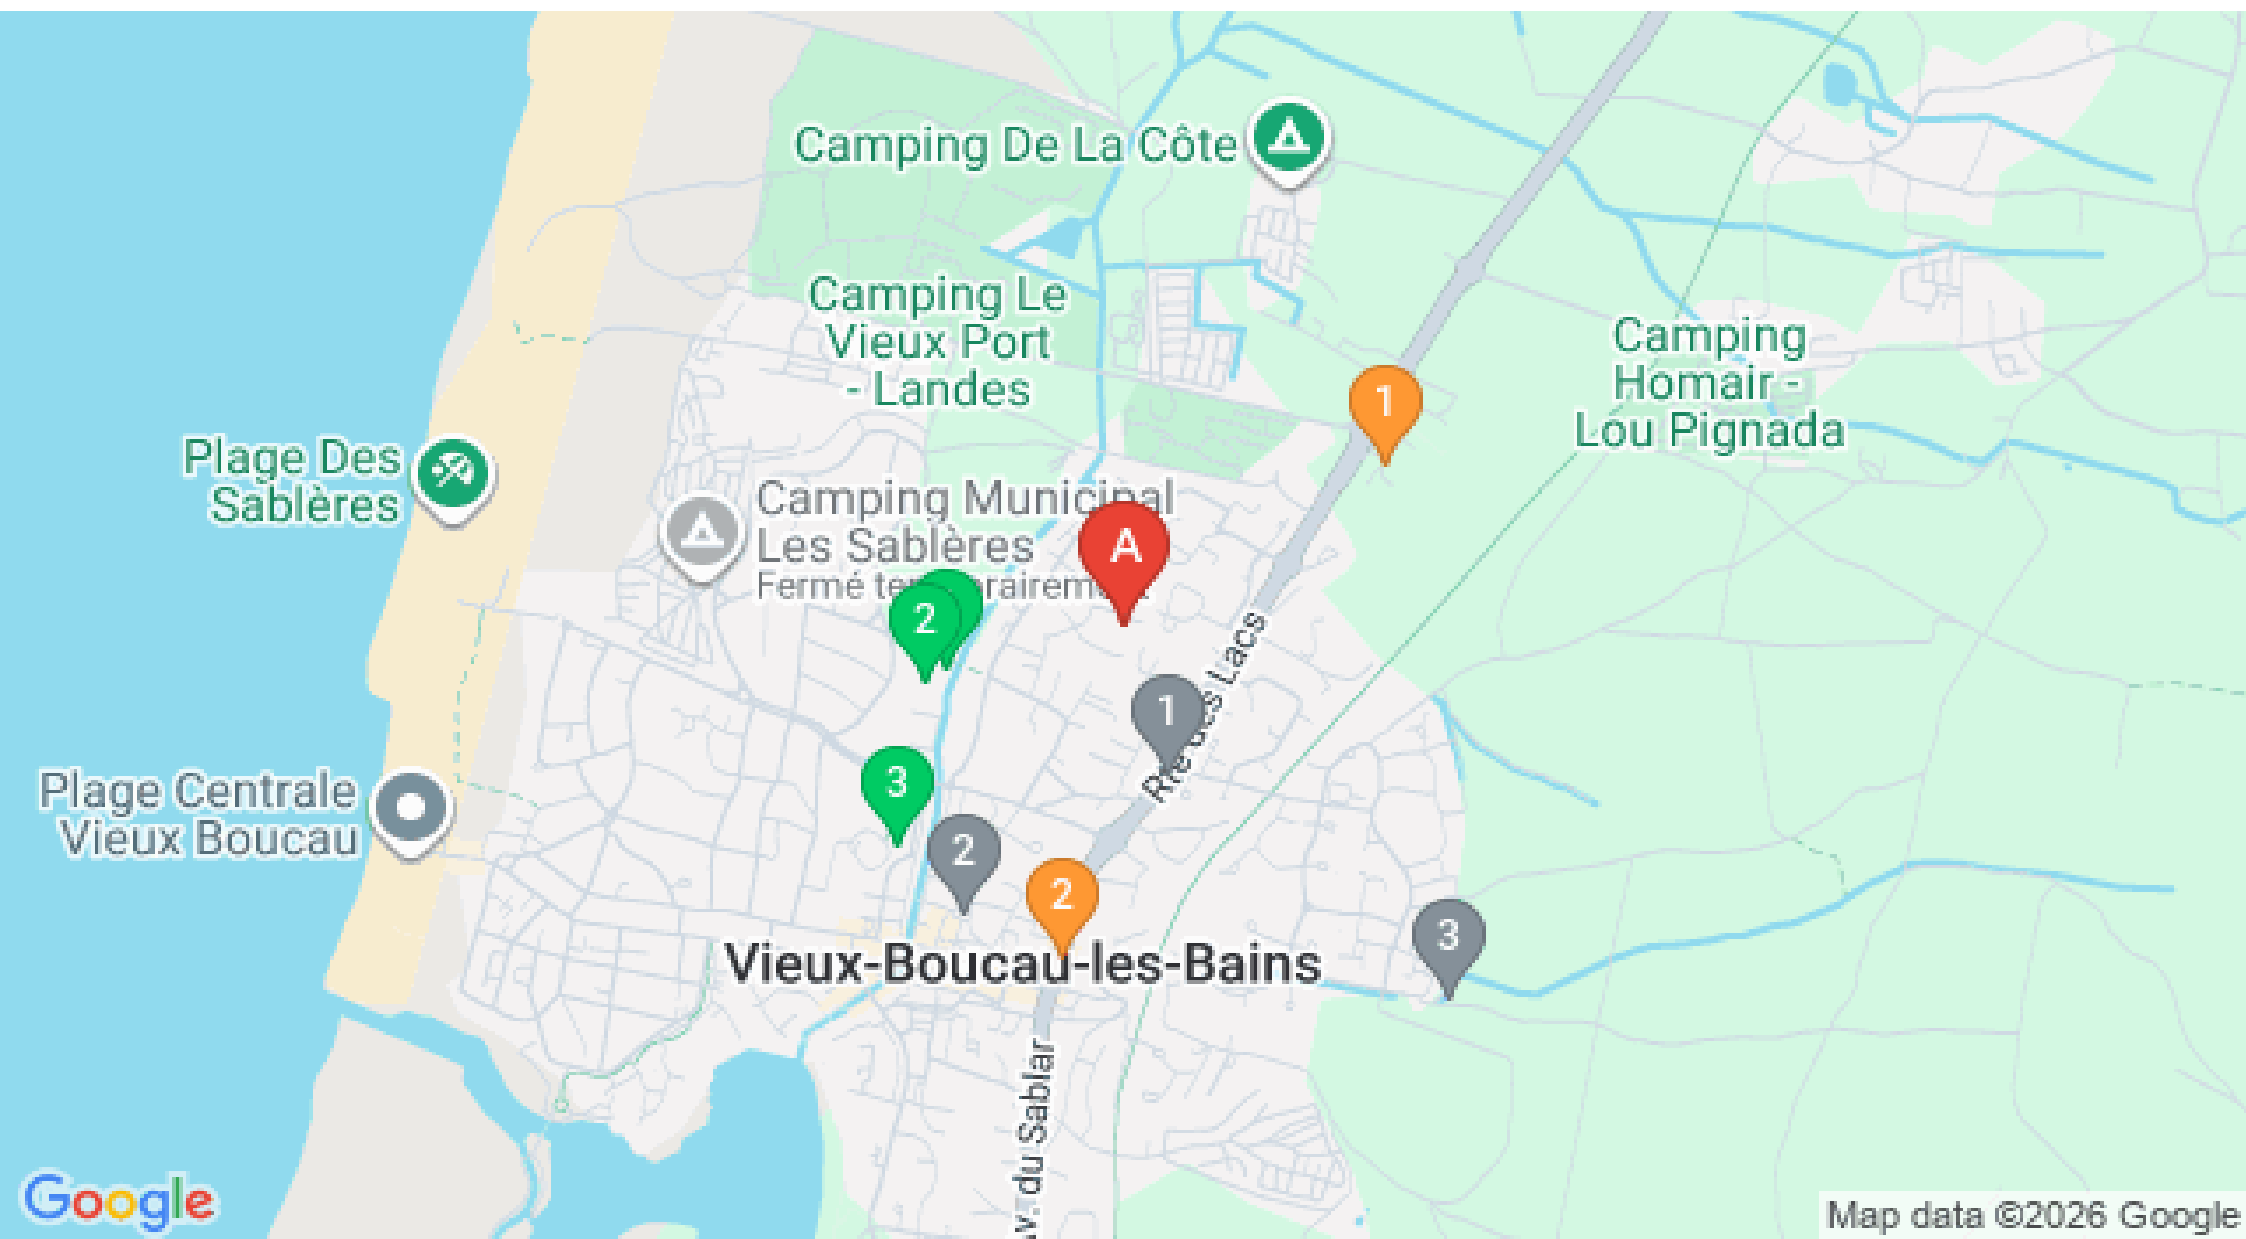 Camping De La Côte
Camping Le
Vieux Port
- Landes
Camping
Homair -
Lou Pignada
1
Plage Des
Sablères
Camping Municipal
Les Sablères
A
2
1
Rte des Lacs
3
Plage Centrale
Vieux Boucau
2
2
3
Vieux-Boucau-les-Bains
Av. du Sablar
Google
Map data ©2026 Google